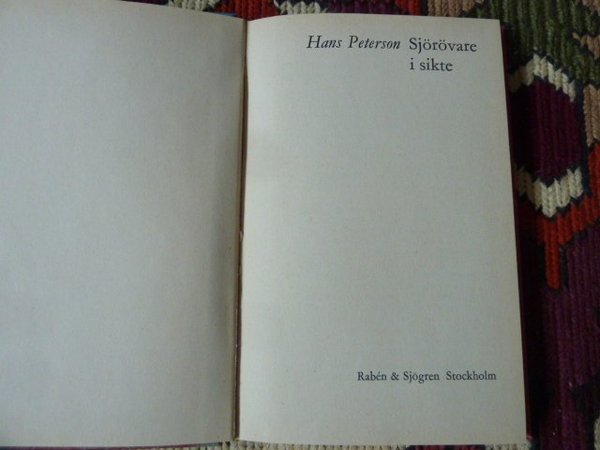 Hans Peterson Sjörövare
i sikte
Rabén & Sjögren Stockholm